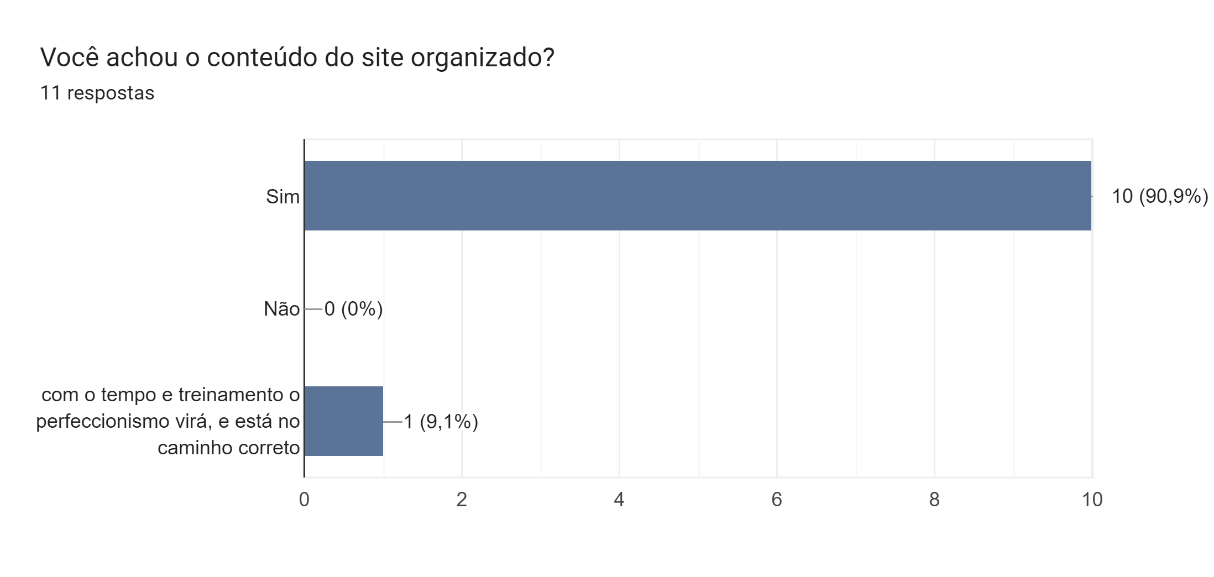 Você achou o conteúdo do site organizado?
11 respostas
Sim
10 (90,9%)
Não
0 (0%)
com o tempo e treinamento o
perfeccionismo virá, e está no
caminho correto
1 (9,1%)
0
2
4
6
8
10